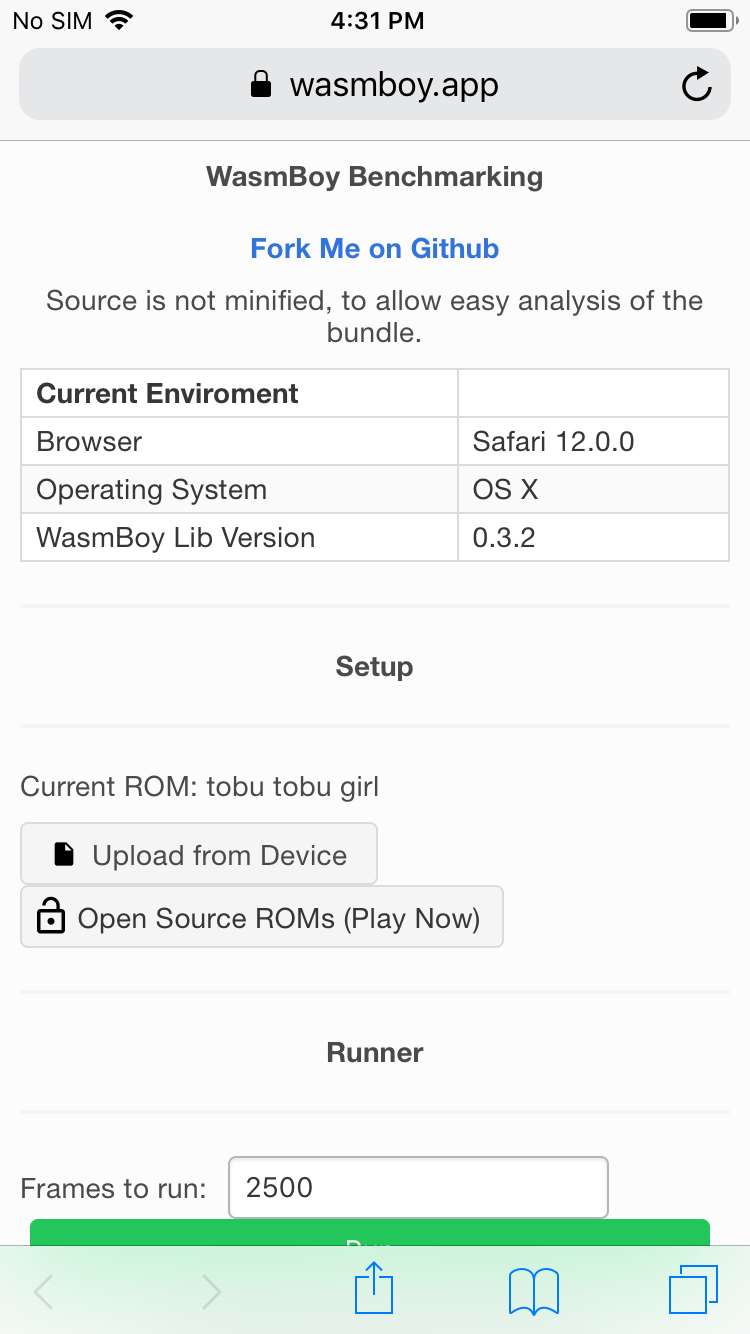 No SIM 4:31 PM
wasmboy.app
WasmBoy Benchmarking
Fork Me on Github
Source is not minified, to allow easy analysis of the
bundle.
Current Enviroment
Browser Safari 12.0.0
Operating System OS X
WasmBoy Lib Version 0.3.2
Setup
Current ROM: tobu tobu girl
Upload from Device
Open Source ROMs (Play Now)
Runner
Frames to run: 2500